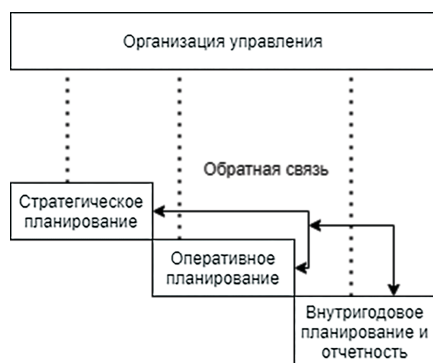 Организация управления
Обратная связь
Стратегическое
планирование
Оперативное
планирование
Внутригодовое
планирование и
отчетность